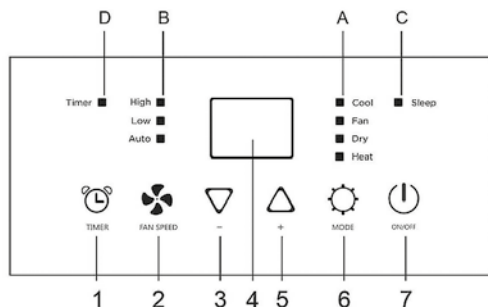 D B A C
Timer High Cool Sleep
Low Fan
Auto Dry
Heat
TIMER FAN SPEED − + MODE ON/OFF
1 2 3 4 5 6 7